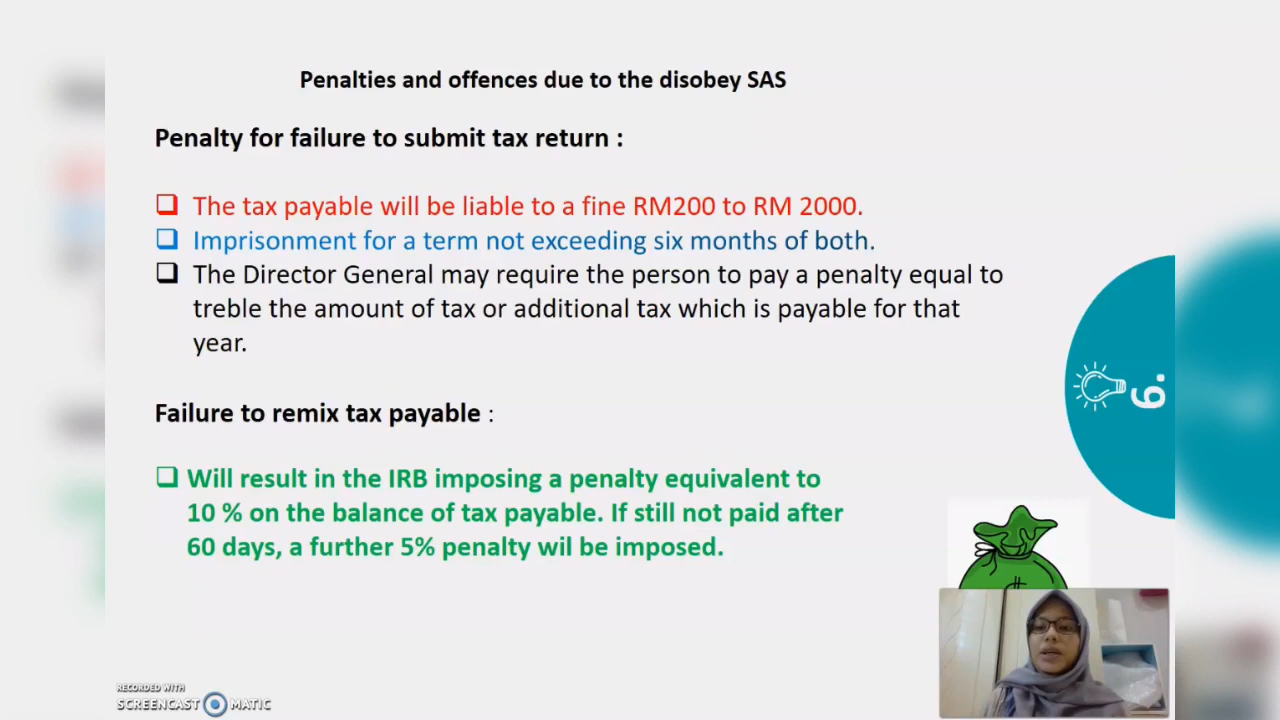 Penalties and offences due to the disobey SAS
Penalty for failure to submit tax return :
The tax payable will be liable to a fine RM200 to RM 2000.
Imprisonment for a term not exceeding six months of both.
The Director General may require the person to pay a penalty equal to
treble the amount of tax or additional tax which is payable for that
year.
6.
Failure to remix tax payable :
Will result in the IRB imposing a penalty equivalent to
10 % on the balance of tax payable. If still not paid after
60 days, a further 5% penalty wil be imposed.
RECORDED WITH
SCREENCAST MATIC